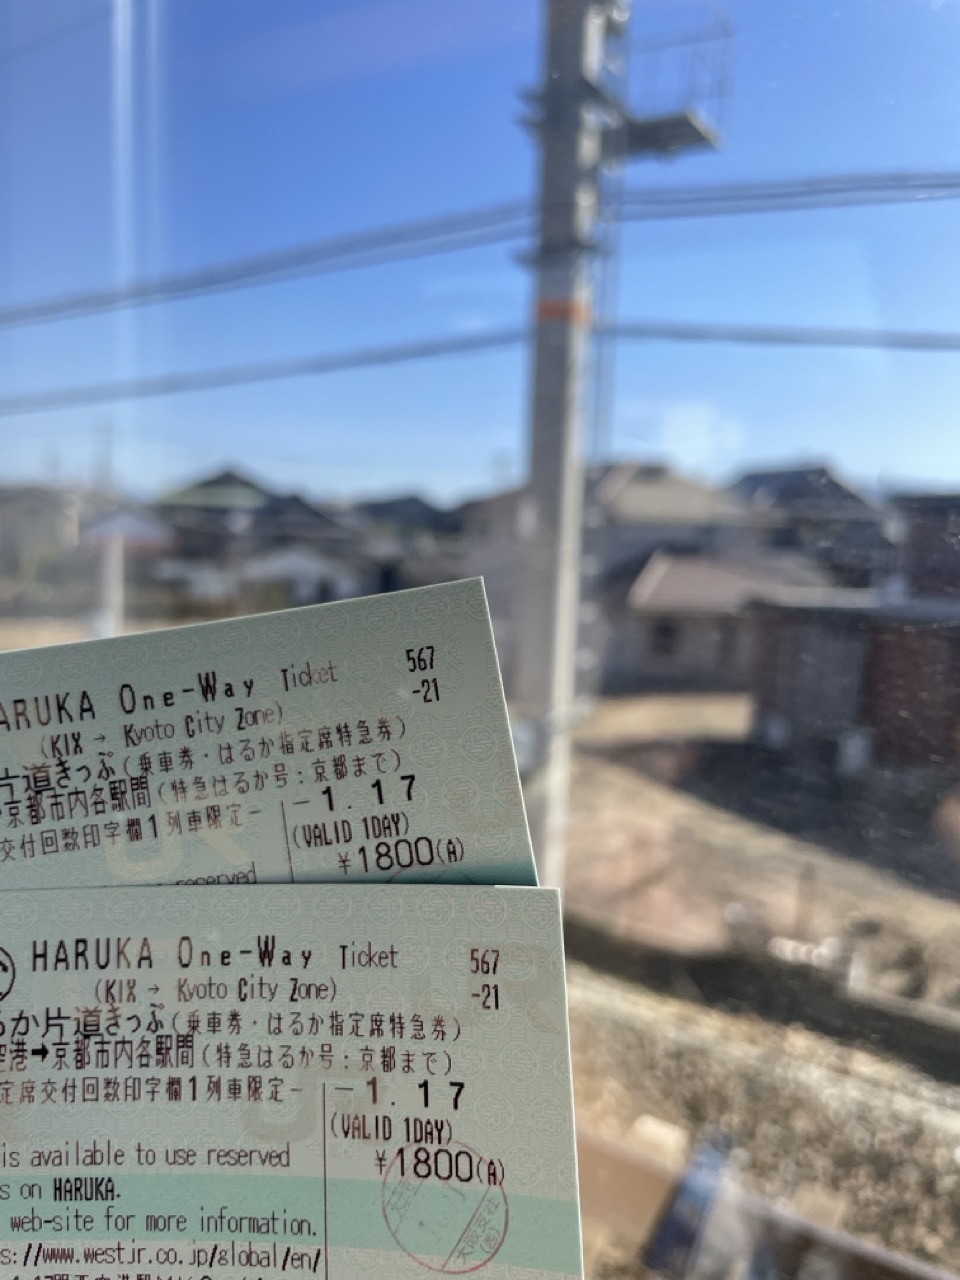 ARUKA One-Way Ticket 567
-21
(KIX → Kyoto City Zone)
片道きっぷ(乗車券・はるか指定席特急券)
京都市内各駅間(特急はるか号:京都まで)
交付回数印字欄1列車限定-
-1.17
(VALID 1DAY)
¥1800(A)
reserved
HARUKA One-Way Ticket 567
-21
(KIX → Kyoto City Zone)
るか片道きっぷ(乗車券・はるか指定席特急券)
空港→京都市内各駅間(特急はるか号:京都まで)
定席交付回数印字欄1列車限定-
-1.17
(VALID 1DAY)
¥1800(A)
is available to use reserved
s on HARUKA.
web-site for more information.
s://www.westjr.co.jp/global/en/